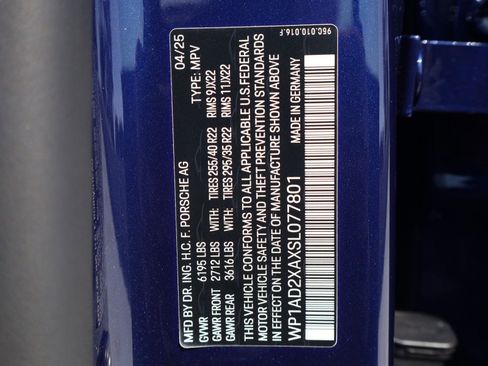 95C.010.016.F
MFD BY DR. ING. H.C. F. PORSCHE AG 04/25
GVWR 6195 LBS TYPE: MPV
GAWR FRONT 2712 LBS WITH: TIRES 255/40 R22 RIMS 9JX22
GAWR REAR 3616 LBS WITH: TIRES 295/35 R22 RIMS 11JX22
THIS VEHICLE CONFORMS TO ALL APPLICABLE U.S. FEDERAL
MOTOR VEHICLE SAFETY AND THEFT PREVENTION STANDARDS
IN EFFECT ON THE DATE OF MANUFACTURE SHOWN ABOVE
WP1AD2XAXSL077801 MADE IN GERMANY